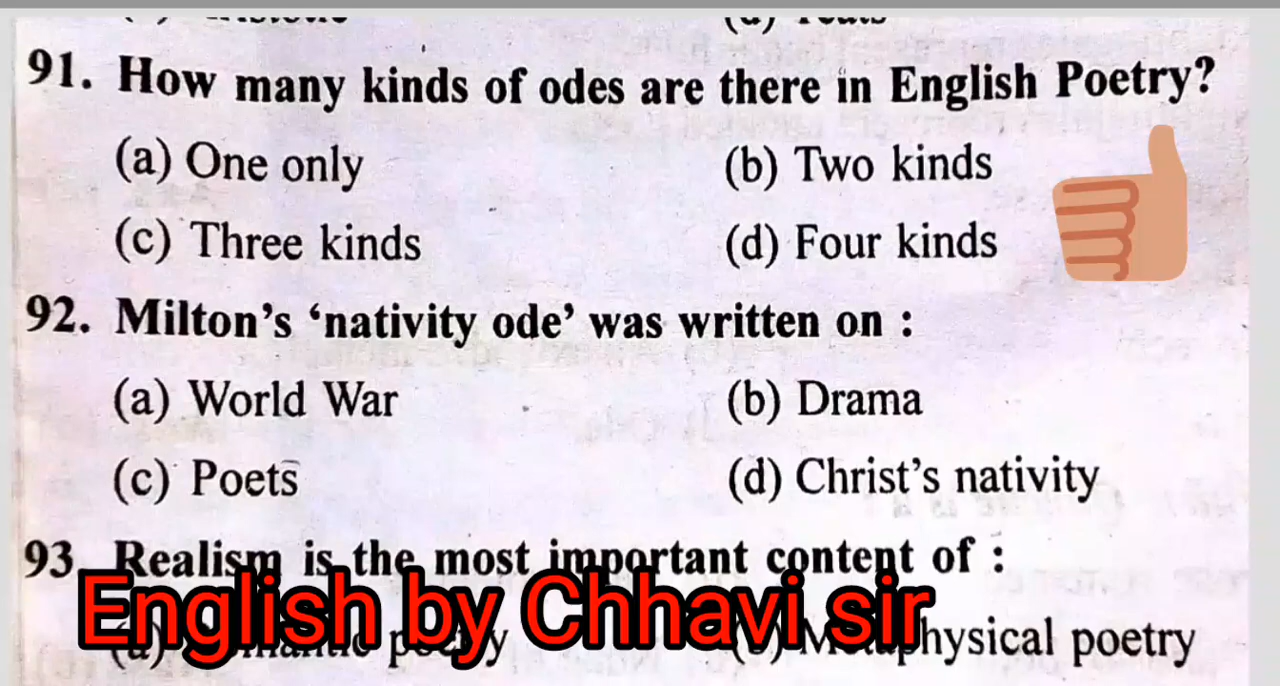 91. How many kinds of odes are there in English Poetry?
(a) One only (b) Two kinds
(c) Three kinds (d) Four kinds
92. Milton's 'nativity ode' was written on :
(a) World War (b) Drama
(c) Poets (d) Christ's nativity
93. Realism is the most important content of :
English by Chhavi sir
poetry Metaphysical poetry